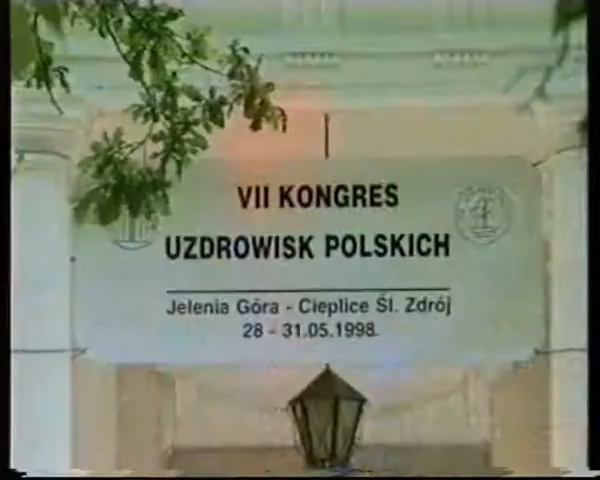 VII KONGRES
UZDROWISK POLSKICH
Jelenia Góra - Cieplice Śl. Zdrój
28 - 31.05.1998.